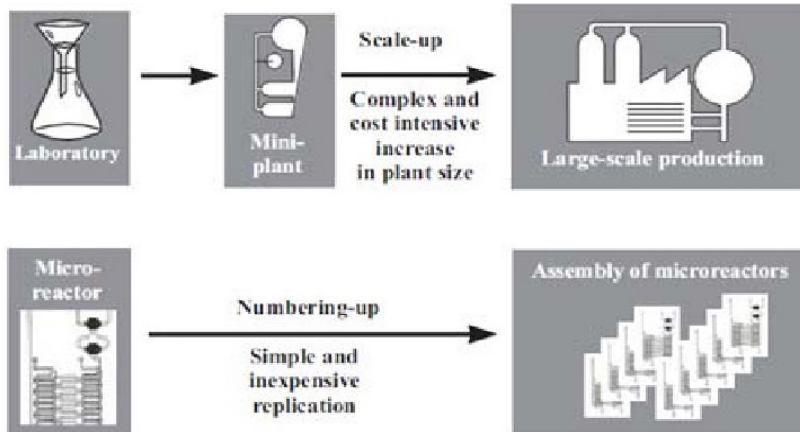 Laboratory
Mini-
plant
Scale-up
Complex and
cost intensive
increase
in plant size
Large-scale production
Micro-
reactor
Numbering-up
Simple and
inexpensive
replication
Assembly of microreactors